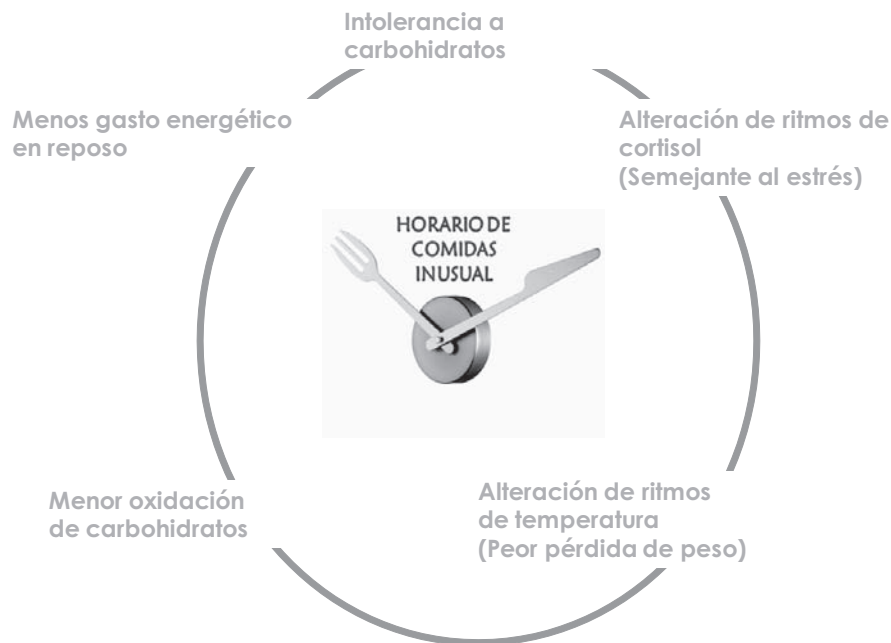 Intolerancia a
carbohidratos
Menos gasto energético
en reposo
Alteración de ritmos de
cortisol
(Semejante al estrés)
HORARIO DE
COMIDAS
INUSUAL
Menor oxidación
de carbohidratos
Alteración de ritmos
de temperatura
(Peor pérdida de peso)